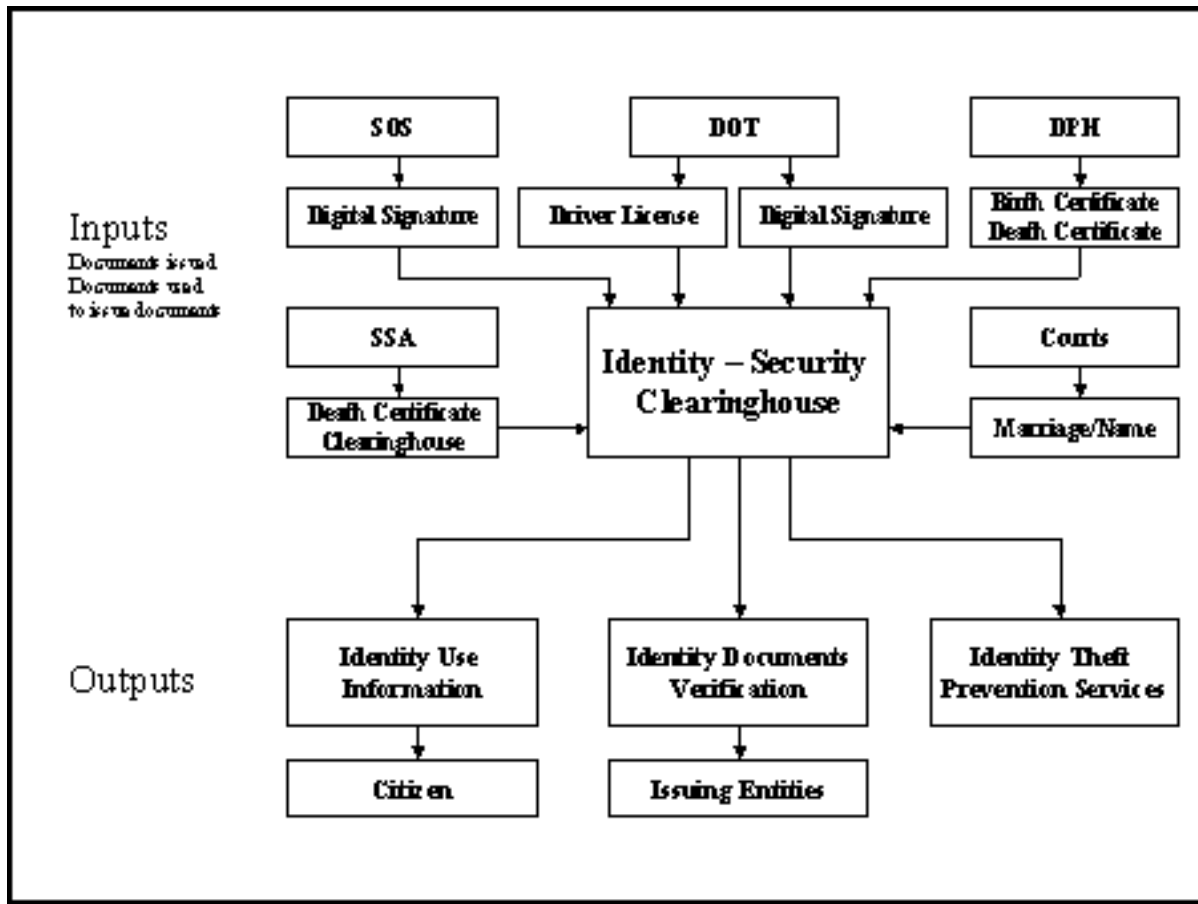 SOS
DOT
DPH
Digital Signature
Driver License
Digital Signature
Birth Certificate
Death Certificate
Inputs
Documents issued
Documents used
to issue documents
SSA
Identity – Security
Clearinghouse
Courts
Death Certificate
Clearinghouse
Marriage/Name
Outputs
Identity Use
Information
Identity Documents
Verification
Identity Theft
Prevention Services
Citizen
Issuing Entities